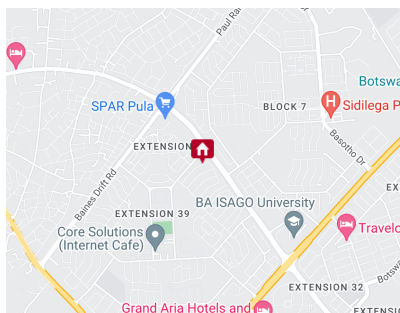 Paul Ra
Botsw
SPAR Pula
BLOCK 7
H
Sidilega P
Basotho Dr
EXTENSION
Baines Drift Rd
BA ISAGO University
EXTENSION 39
Core Solutions
(Internet Cafe)
Travelo
Botsw
EXTENSION 32
Grand Aria Hotels and